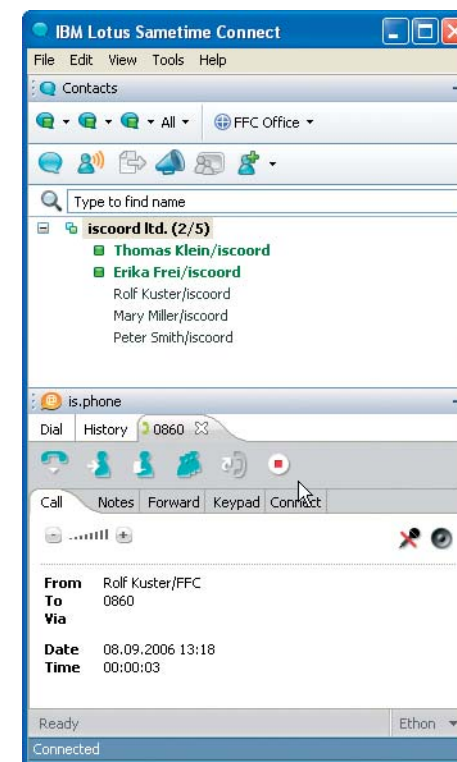 IBM Lotus Sametime Connect
File Edit View Tools Help
Contacts
All FFC Office
Type to find name
iscoord ltd. (2/5)
Thomas Klein/iscoord
Erika Frei/iscoord
Rolf Kuster/iscoord
Mary Miller/iscoord
Peter Smith/iscoord
is.phone
Dial History 0860
Call Notes Forward Keypad Connect
From Rolf Kuster/FFC
To 0860
Via
Date 08.09.2006 13:18
Time 00:00:03
Ready Ethon
Connected